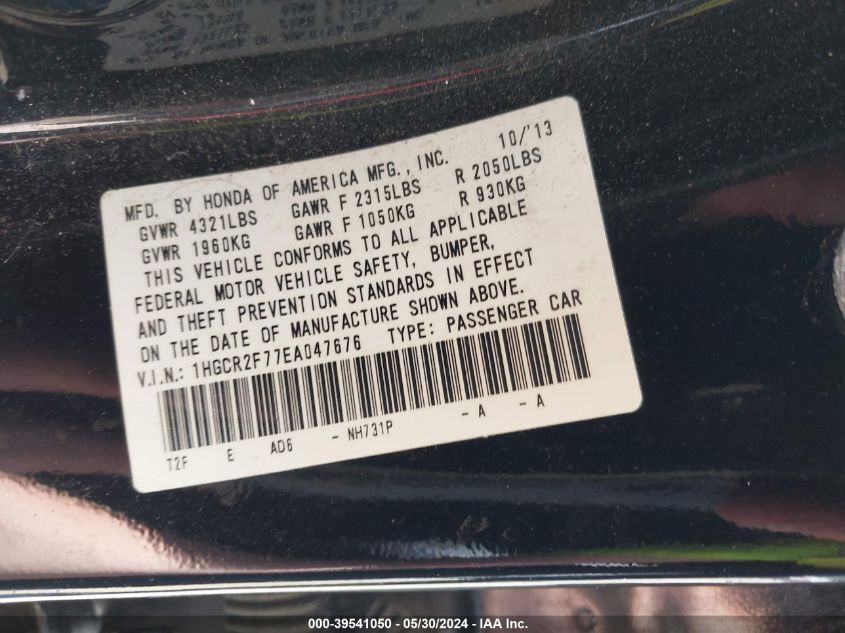 10/'13
MFD. BY HONDA OF AMERICA MFG., INC.
GVWR 4321LBS GAWR F 2315LBS R 2050LBS
GVWR 1960KG GAWR F 1050KG R 930KG
THIS VEHICLE CONFORMS TO ALL APPLICABLE
FEDERAL MOTOR VEHICLE SAFETY, BUMPER,
AND THEFT PREVENTION STANDARDS IN EFFECT
ON THE DATE OF MANUFACTURE SHOWN ABOVE.
V.I.N.: 1HGCR2F77EA047676 TYPE: PASSENGER CAR
T2F E AD6 - NH731P - A - A
000-39541050 - 05/30/2024 - IAA Inc.